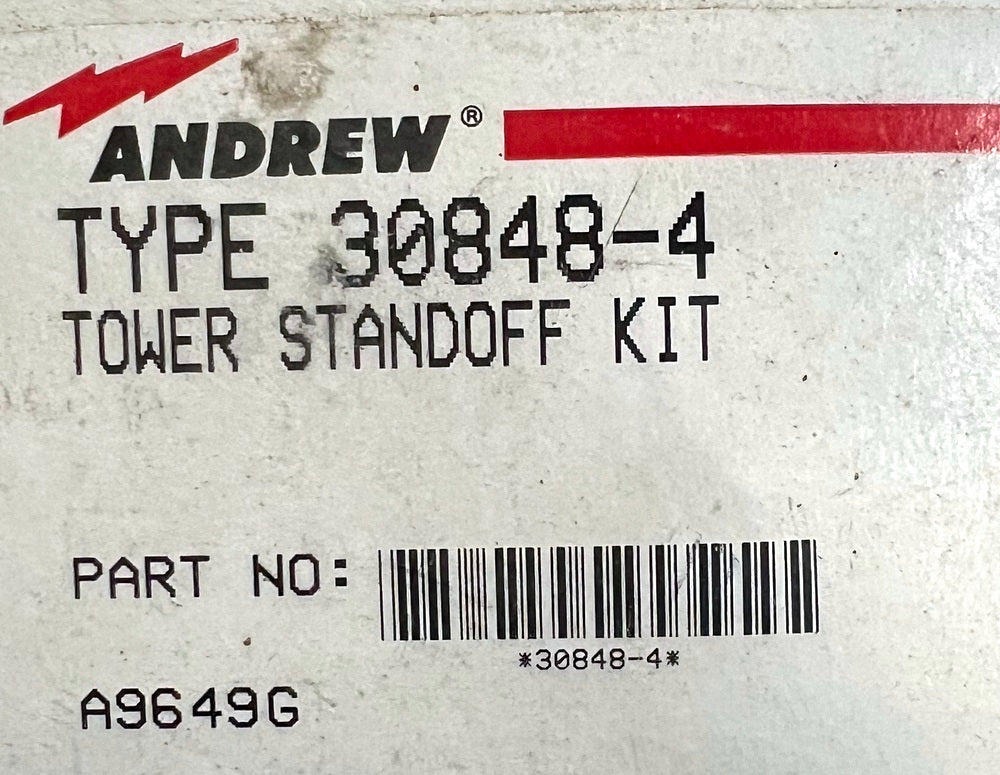 ANDREW®
TYPE 30848-4
TOWER STANDOFF KIT
PART NO:
*30848-4*
A9649G